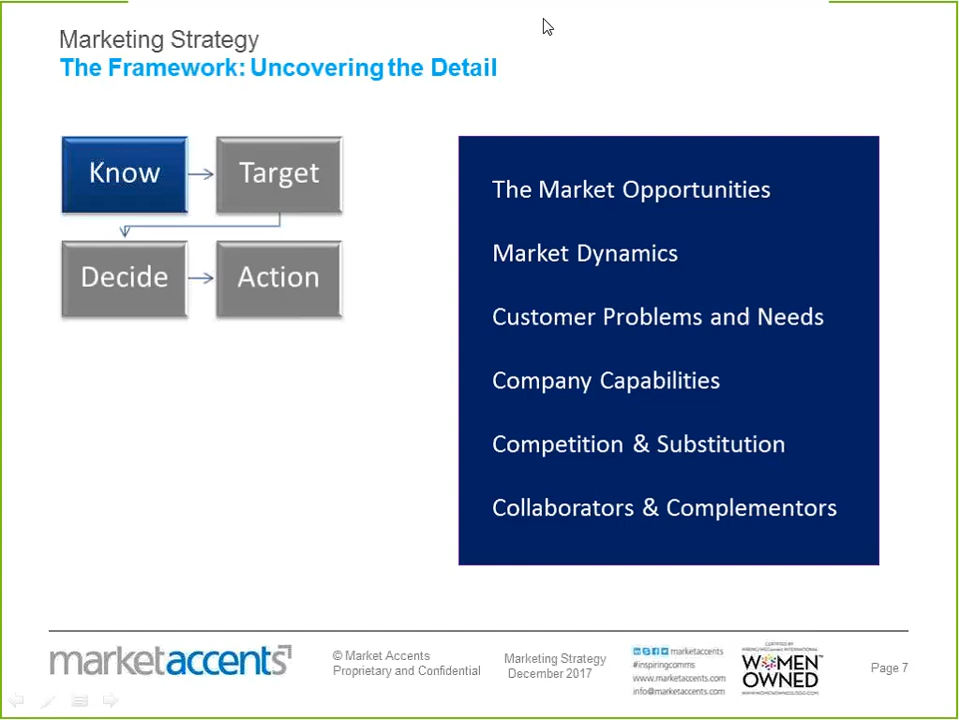 Marketing Strategy
The Framework: Uncovering the Detail
Know
Target
Decide
Action
The Market Opportunities
Market Dynamics
Customer Problems and Needs
Company Capabilities
Competition & Substitution
Collaborators & Complementors
marketaccents
© Market Accents
Proprietary and Confidential
Marketing Strategy
December 2017
marketaccents
#inspiringcomms
www.marketaccents.com
info@marketaccents.com
CERTIFIED BY
WOMEN
OWNED
Page 7